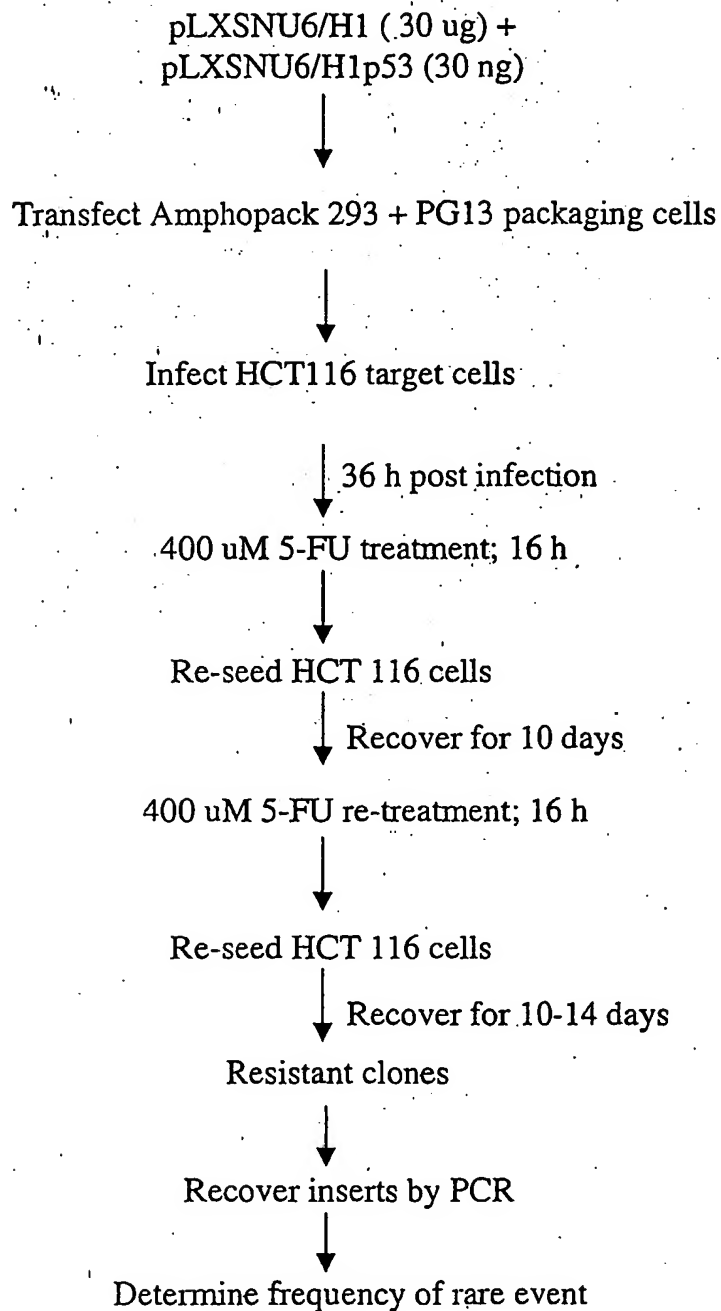 pLXSNU6/H1 (30 ug) +
pLXSNU6/H1p53 (30 ng)
Transfect Amphopack 293 + PG13 packaging cells
Infect HCT116 target cells
36 h post infection
400 uM 5-FU treatment; 16 h
Re-seed HCT 116 cells
Recover for 10 days
400 uM 5-FU re-treatment; 16 h
Re-seed HCT 116 cells
Recover for 10-14 days
Resistant clones
Recover inserts by PCR
Determine frequency of rare event